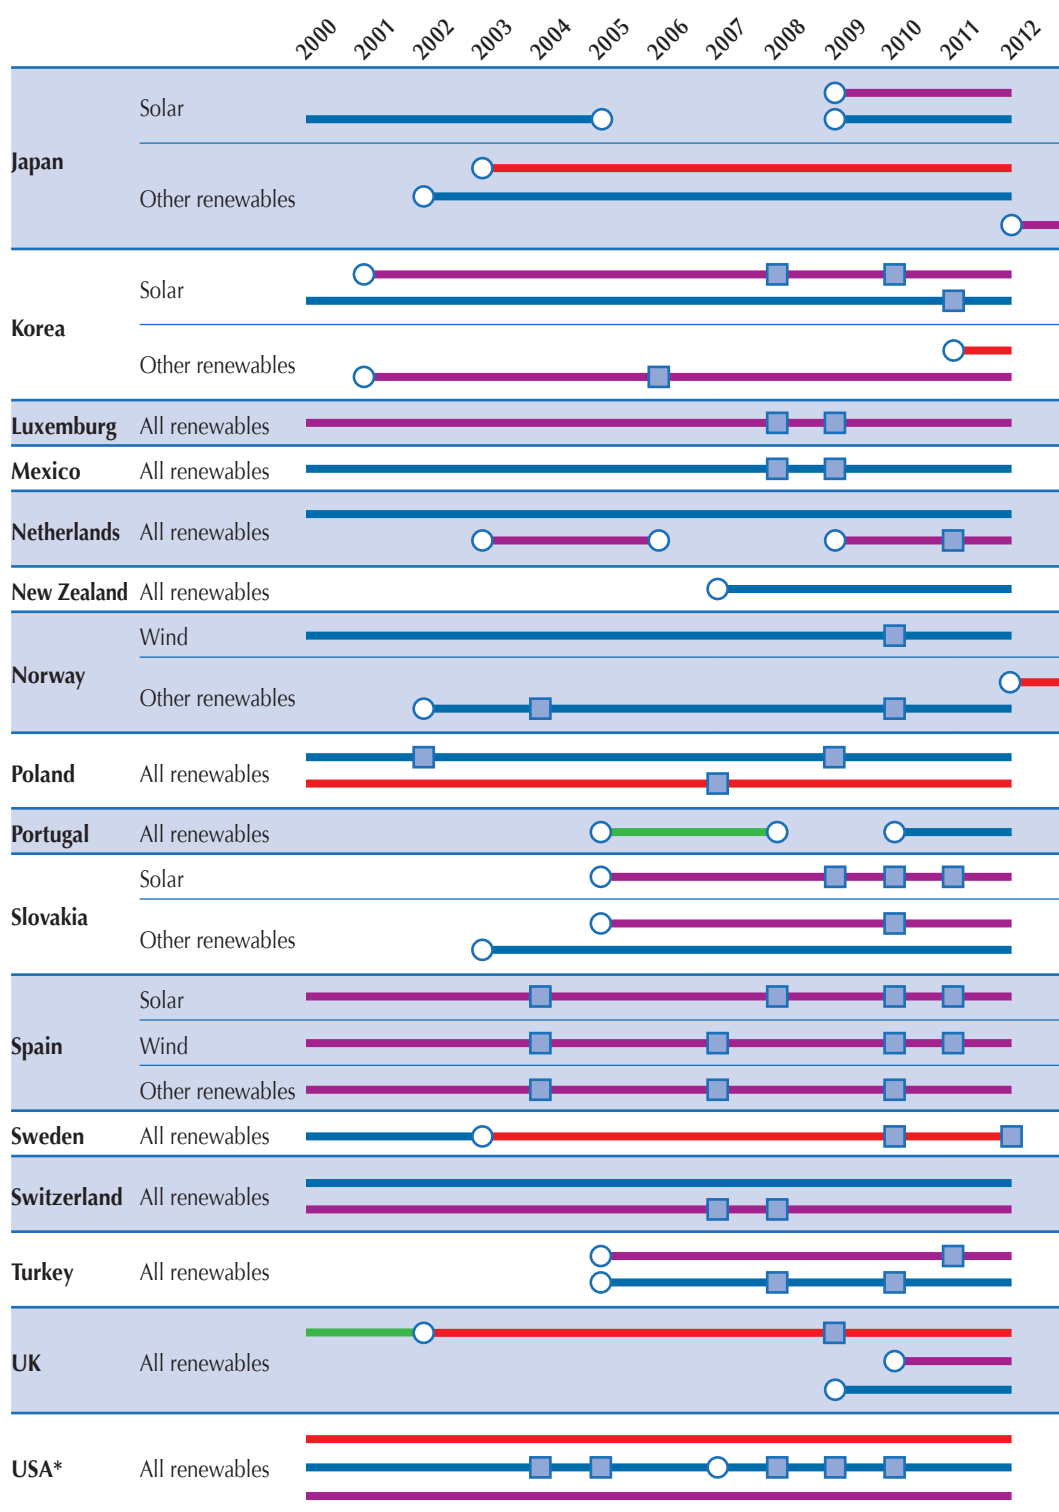 2000 2001 2002 2003 2004 2005 2006 2007 2008 2009 2010 2011 2012
Solar
Japan
Other renewables
Solar
Korea
Other renewables
Luxemburg All renewables
Mexico All renewables
Netherlands All renewables
New Zealand All renewables
Wind
Norway
Other renewables
Poland All renewables
Portugal All renewables
Solar
Slovakia
Other renewables
Solar
Spain Wind
Other renewables
Sweden All renewables
Switzerland All renewables
Turkey All renewables
UK All renewables
USA* All renewables